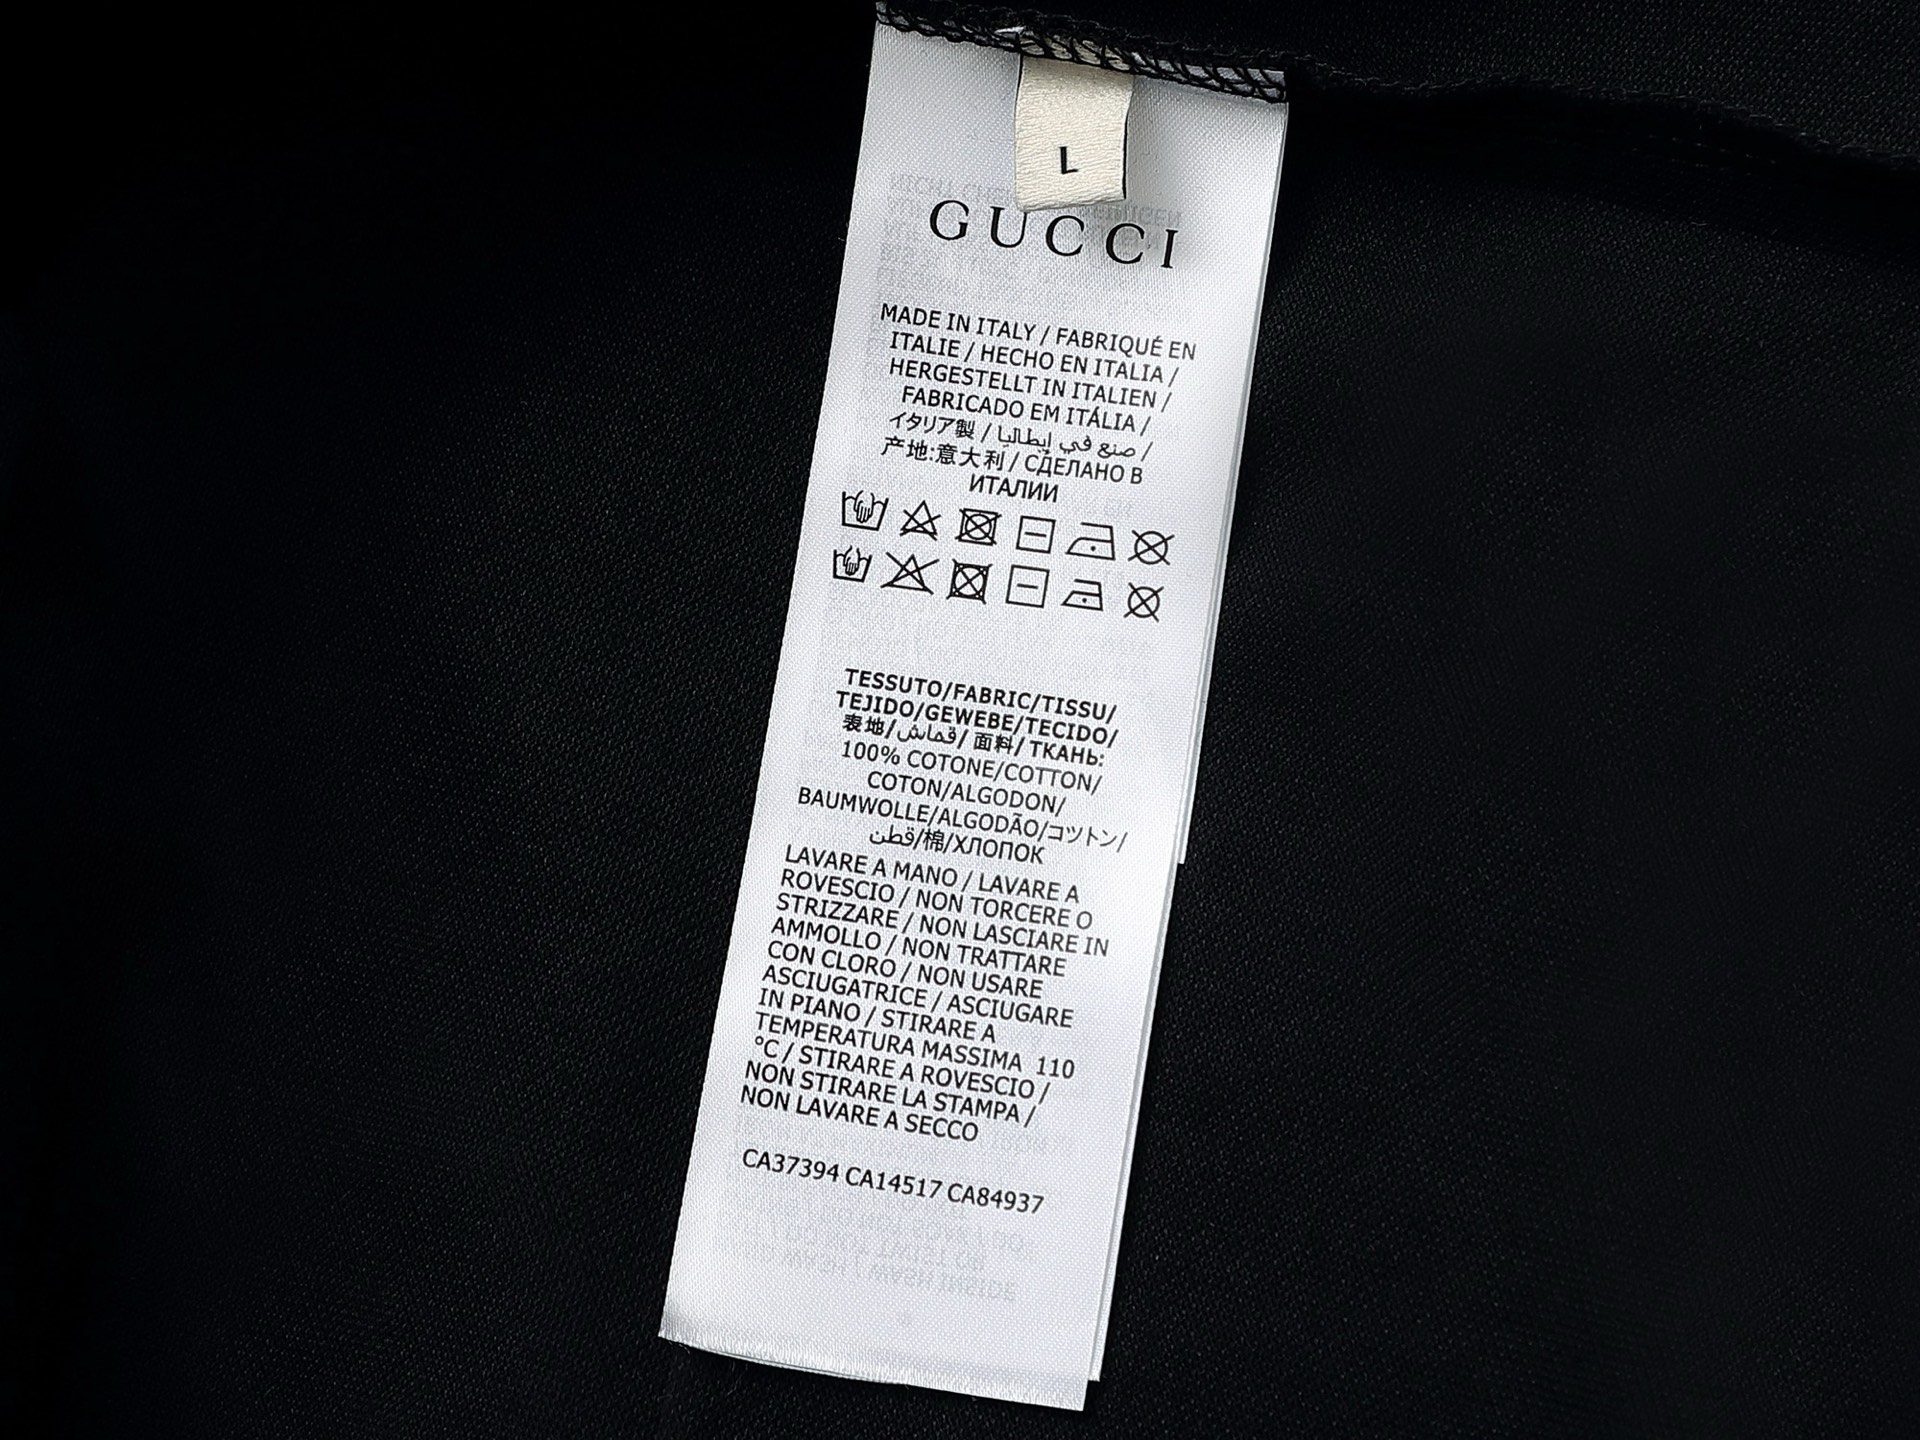 L
GUCCI
MADE IN ITALY / FABRIQUÉ EN
ITALIE / HECHO EN ITALIA /
HERGESTELLT IN ITALIEN /
FABRICADO EM ITÁLIA /
イタリア製 / صنع في إيطاليا /
产地:意大利 / СДЕЛАНО В
ИТАЛИИ
TESSUTO/FABRIC/TISSU/
TEJIDO/GEWEBE/TECIDO/
表地/قماش/面料/ТКАНЬ:
100% COTONE/COTTON/
COTON/ALGODON/
BAUMWOLLE/ALGODÃO/コットン/
قطن/棉/ХЛОПОК
LAVARE A MANO / LAVARE A
ROVESCIO / NON TORCERE O
STRIZZARE / NON LASCIARE IN
AMMOLLO / NON TRATTARE
CON CLORO / NON USARE
ASCIUGATRICE / ASCIUGARE
IN PIANO / STIRARE A
TEMPERATURA MASSIMA 110
°C / STIRARE A ROVESCIO /
NON STIRARE LA STAMPA /
NON LAVARE A SECCO
CA37394 CA14517 CA84937